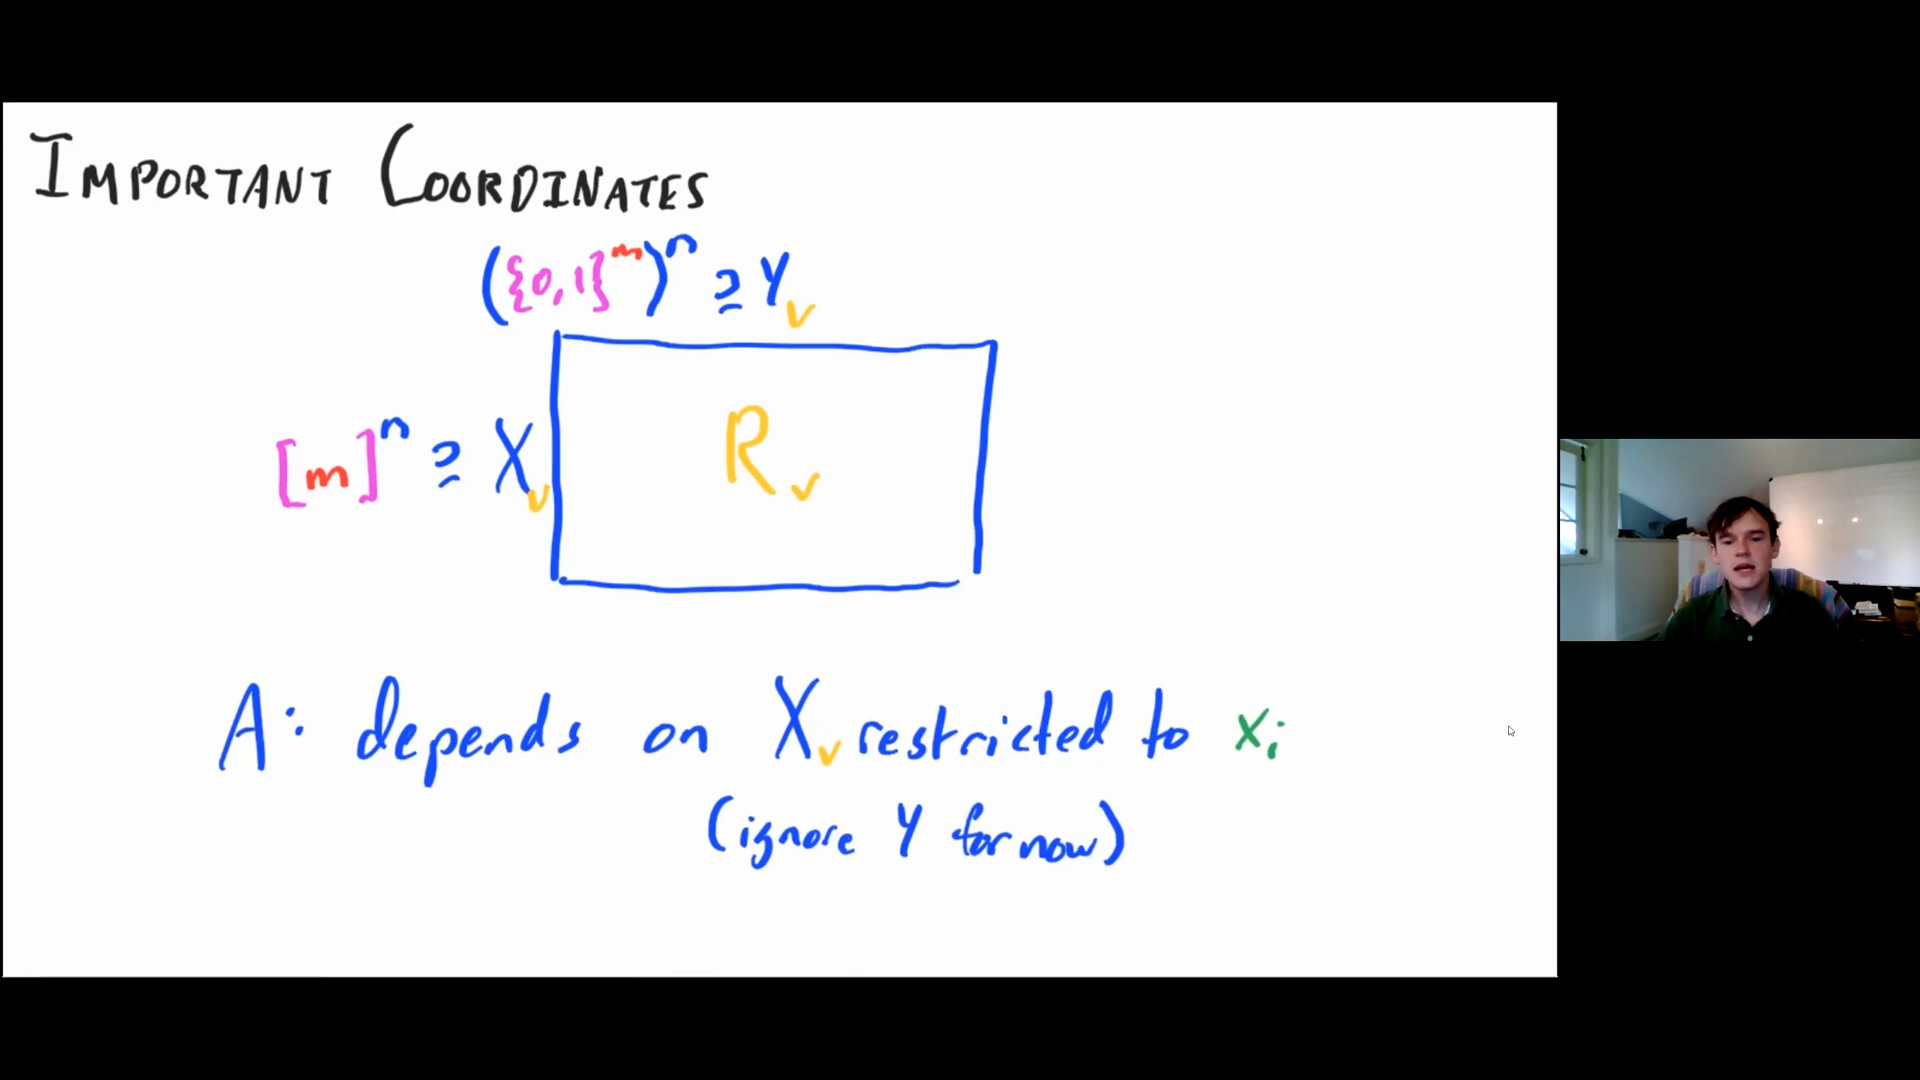 IMPORTANT COORDINATES
({0,1}^m)^n ⊇ Y_v
[m]^n ⊇ X_v
R_v
A: depends on X_v restricted to x_i
(ignore Y for now)